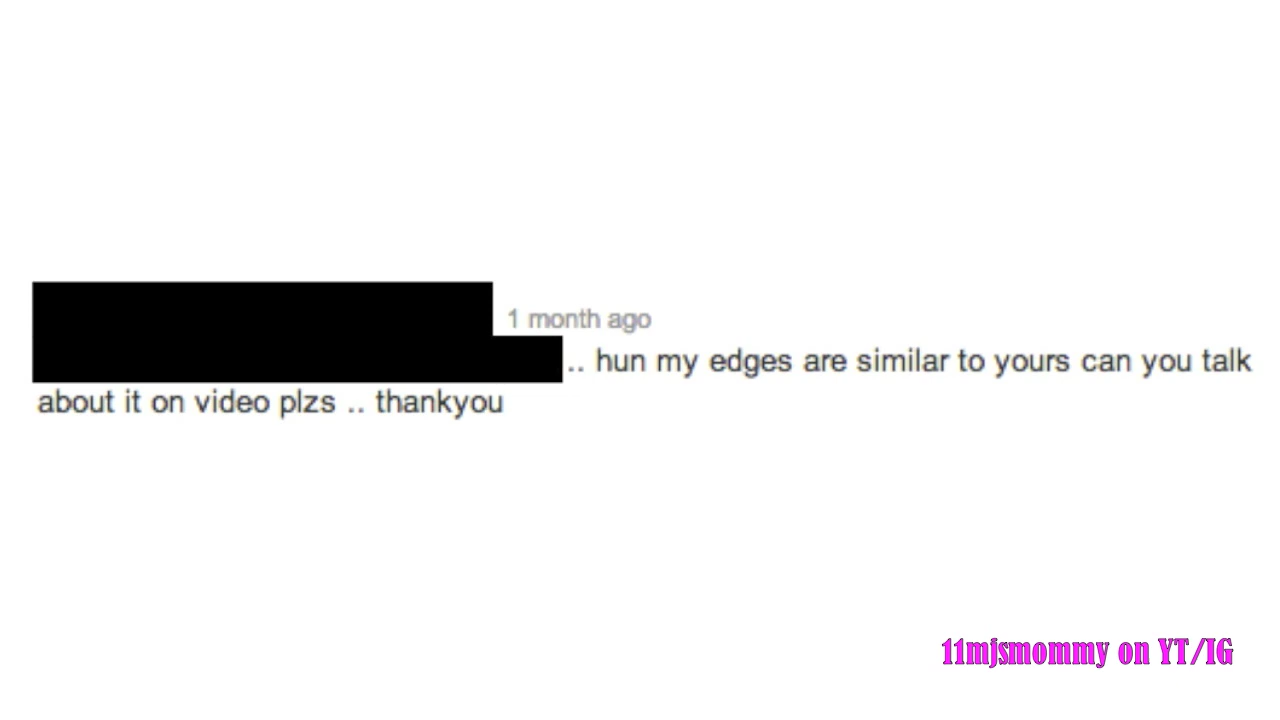 1 month ago
.. hun my edges are similar to yours can you talk
about it on video plzs .. thankyou
11mjsmommy on YT/IG